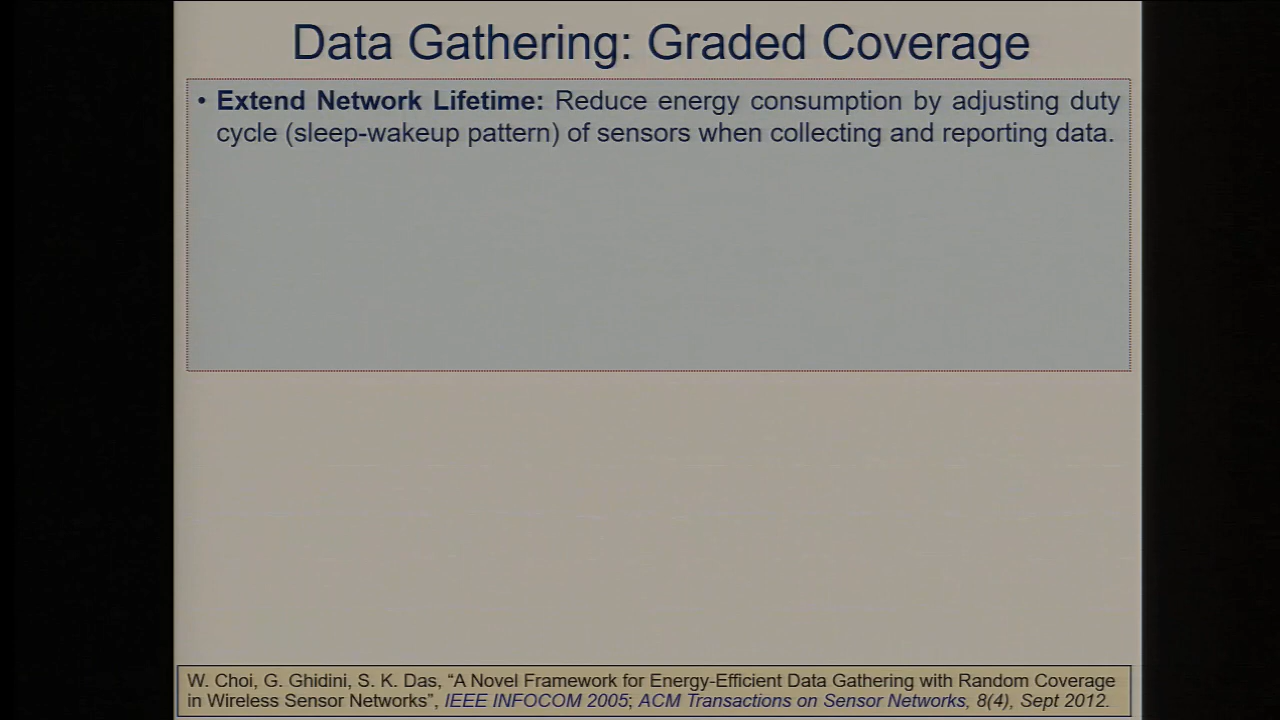 Data Gathering: Graded Coverage
• Extend Network Lifetime: Reduce energy consumption by adjusting duty
cycle (sleep-wakeup pattern) of sensors when collecting and reporting data.
W. Choi, G. Ghidini, S. K. Das, “A Novel Framework for Energy-Efficient Data Gathering with Random Coverage
in Wireless Sensor Networks”, IEEE INFOCOM 2005; ACM Transactions on Sensor Networks, 8(4), Sept 2012.